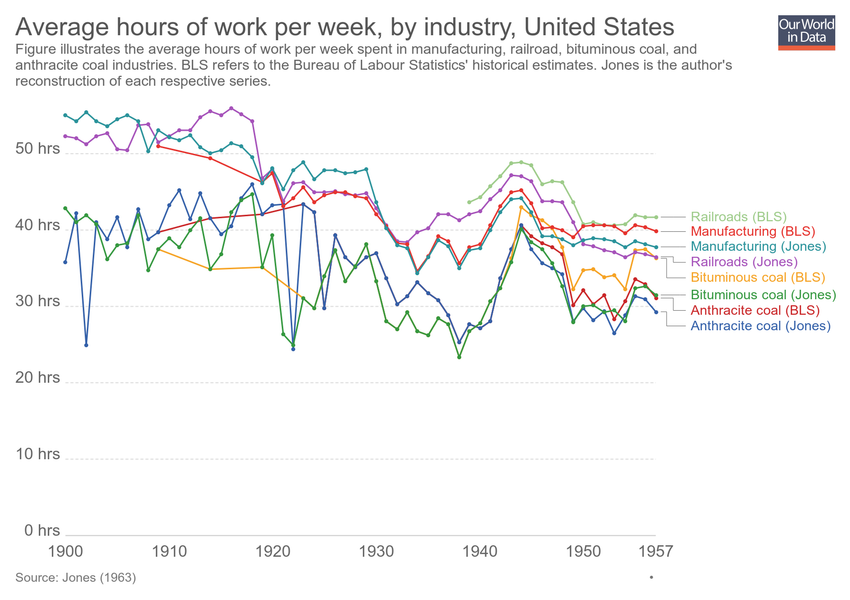 Average hours of work per week, by industry, United States
Our World
in Data
Figure illustrates the average hours of work per week spent in manufacturing, railroad, bituminous coal, and
anthracite coal industries. BLS refers to the Bureau of Labour Statistics' historical estimates. Jones is the author's
reconstruction of each respective series.
50 hrs
40 hrs
30 hrs
20 hrs
10 hrs
0 hrs
1900
1910
1920
1930
1940
1950
1957
Railroads (BLS)
Manufacturing (BLS)
Manufacturing (Jones)
Railroads (Jones)
Bituminous coal (BLS)
Bituminous coal (Jones)
Anthracite coal (BLS)
Anthracite coal (Jones)
Source: Jones (1963)
•